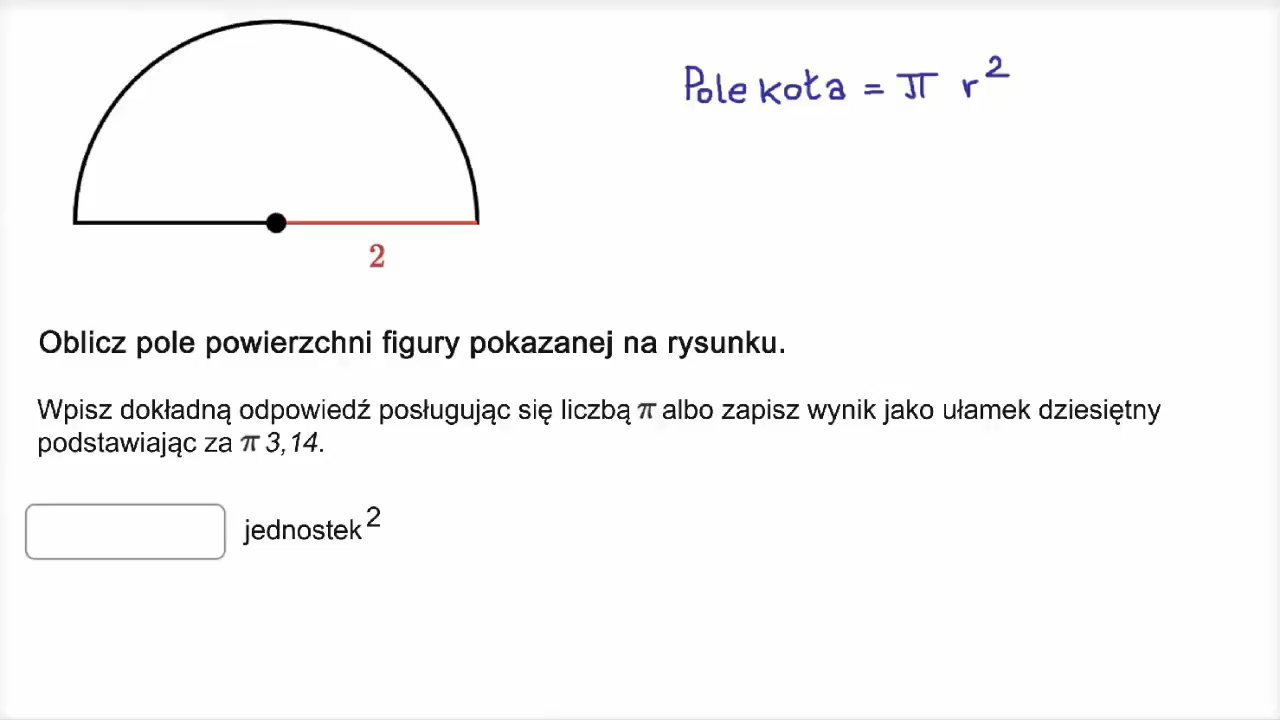 Pole koła = π r²
2
Oblicz pole powierzchni figury pokazanej na rysunku.
Wpisz dokładną odpowiedź posługując się liczbą π albo zapisz wynik jako ułamek dziesiętny
podstawiając za π 3,14.
jednostek²